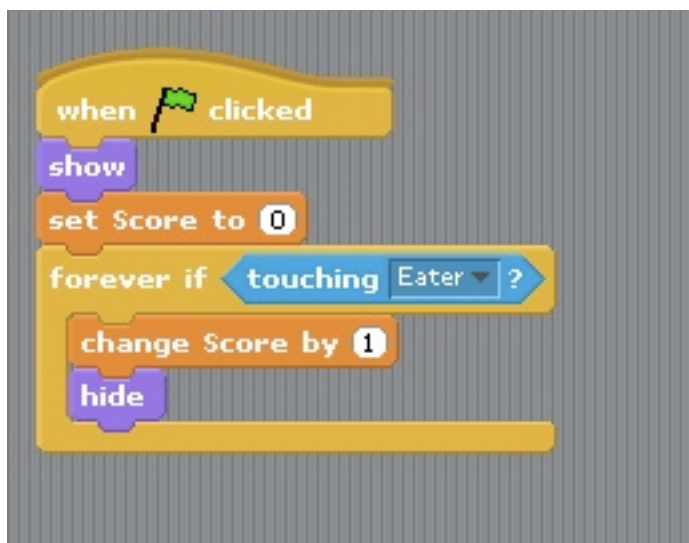 when clicked
show
set Score to 0
forever if touching Eater ?
change Score by 1
hide